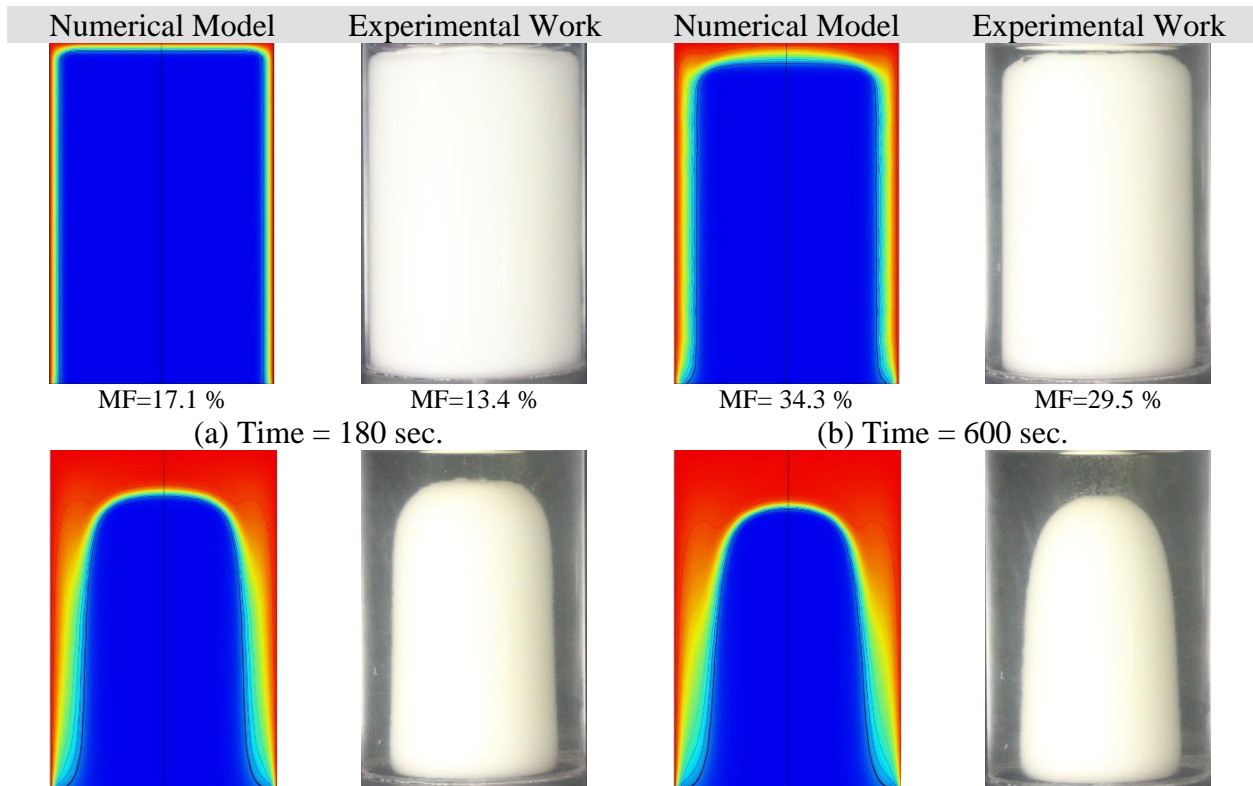 Numerical Model Experimental Work Numerical Model Experimental Work
MF=17.1 % MF=13.4 % MF= 34.3 % MF=29.5 %
(a) Time = 180 sec. (b) Time = 600 sec.